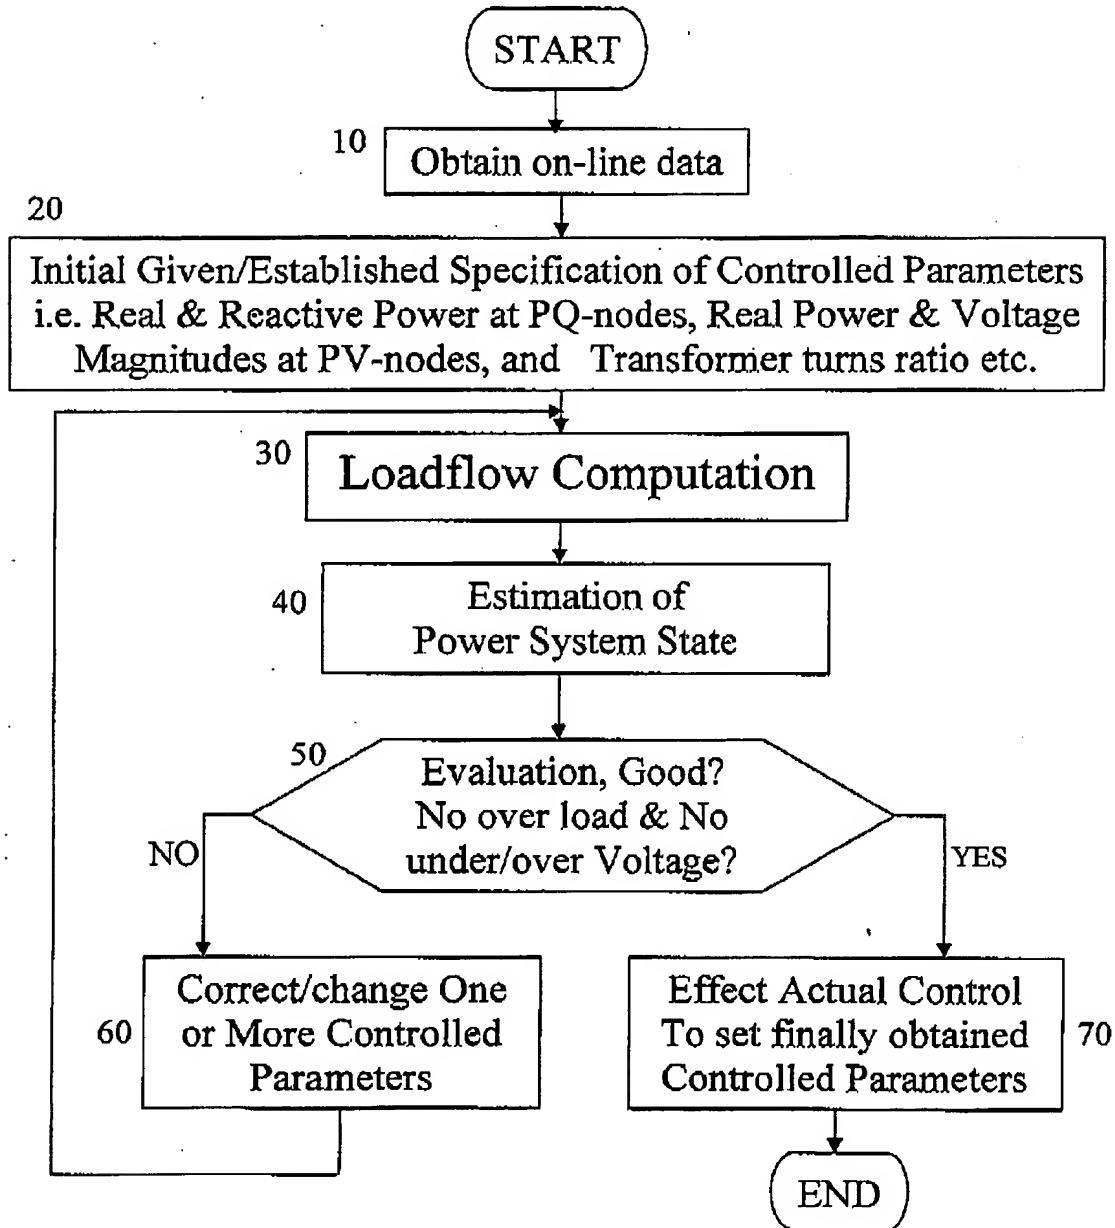 START
10
Obtain on-line data
20
Initial Given/Established Specification of Controlled Parameters
i.e. Real & Reactive Power at PQ-nodes, Real Power & Voltage
Magnitudes at PV-nodes, and Transformer turns ratio etc.
30
Loadflow Computation
40
Estimation of
Power System State
50
Evaluation, Good?
No over load & No
under/over Voltage?
NO
YES
60
Correct/change One
or More Controlled
Parameters
Effect Actual Control
To set finally obtained
Controlled Parameters
70
END